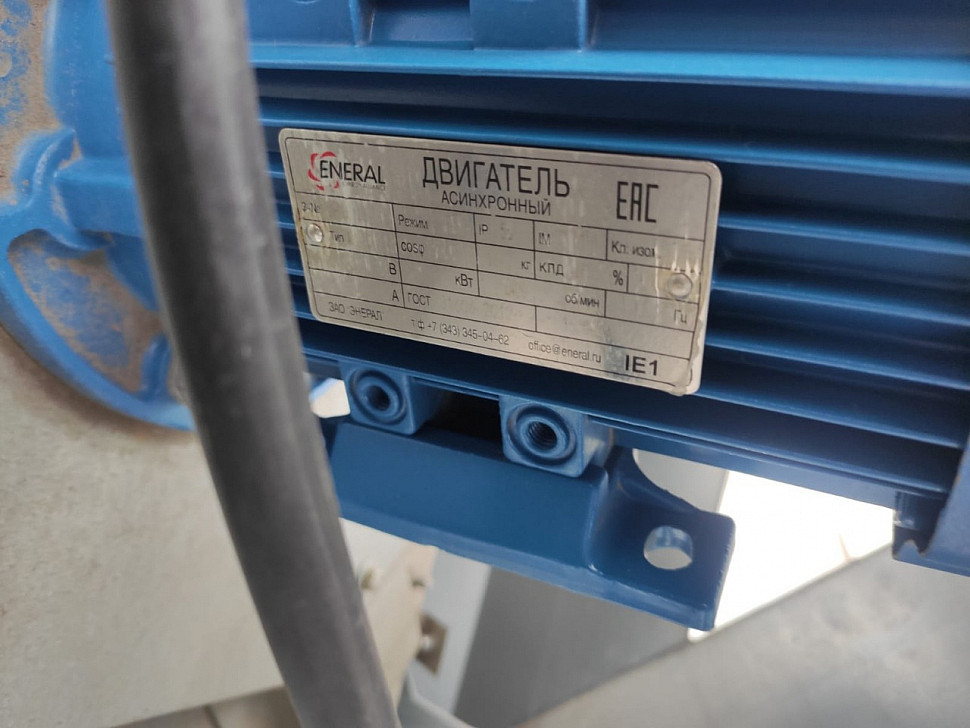 ENERAL
ДВИГАТЕЛЬ
АСИНХРОННЫЙ
EAC
Режим IP IM Кл. изол.
Тип cosφ кг КПД %
В кВт об/мин Гц
А ГОСТ
ЗАО "ЭНЕРАЛ" т/ф +7 (343) 345-04-62 office@eneral.ru IE1